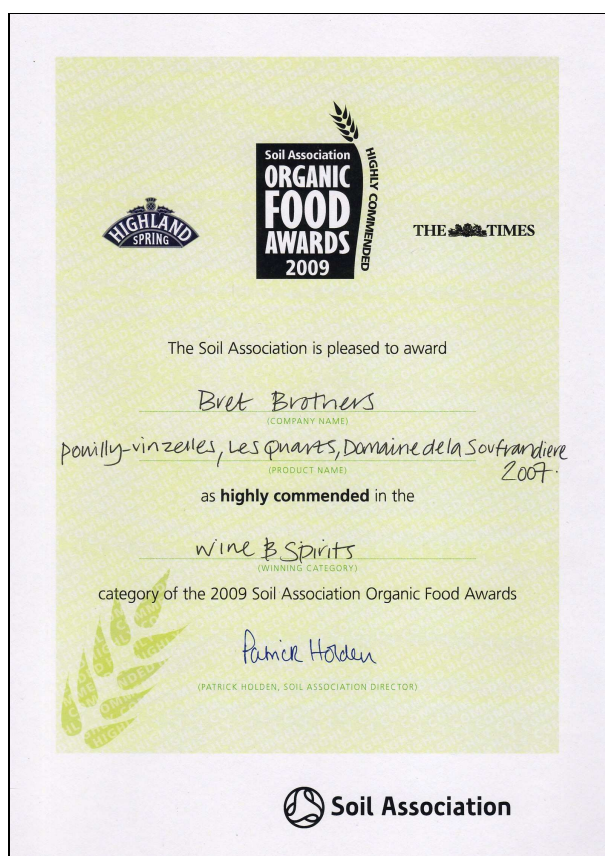 HIGHLAND
SPRING
Soil Association
ORGANIC
FOOD
AWARDS
2009
HIGHLY COMMENDED
THE TIMES
The Soil Association is pleased to award
Bret Brothers
(COMPANY NAME)
Pouilly-vinzelles, Les Quarts, Domaine de la Soufrandiere
2007.
(PRODUCT NAME)
as highly commended in the
Wine & Spirits
(WINNING CATEGORY)
category of the 2009 Soil Association Organic Food Awards
Patrick Holden
(PATRICK HOLDEN, SOIL ASSOCIATION DIRECTOR)
Soil Association